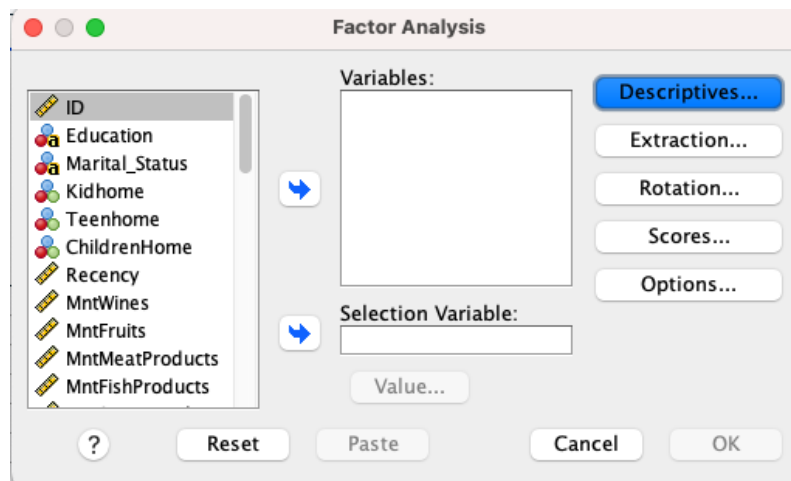 Factor Analysis
ID
Education
Marital_Status
Kidhome
Teenhome
ChildrenHome
Recency
MntWines
MntFruits
MntMeatProducts
MntFishProducts
Variables:
Selection Variable:
Value...
Descriptives...
Extraction...
Rotation...
Scores...
Options...
?
Reset
Paste
Cancel
OK